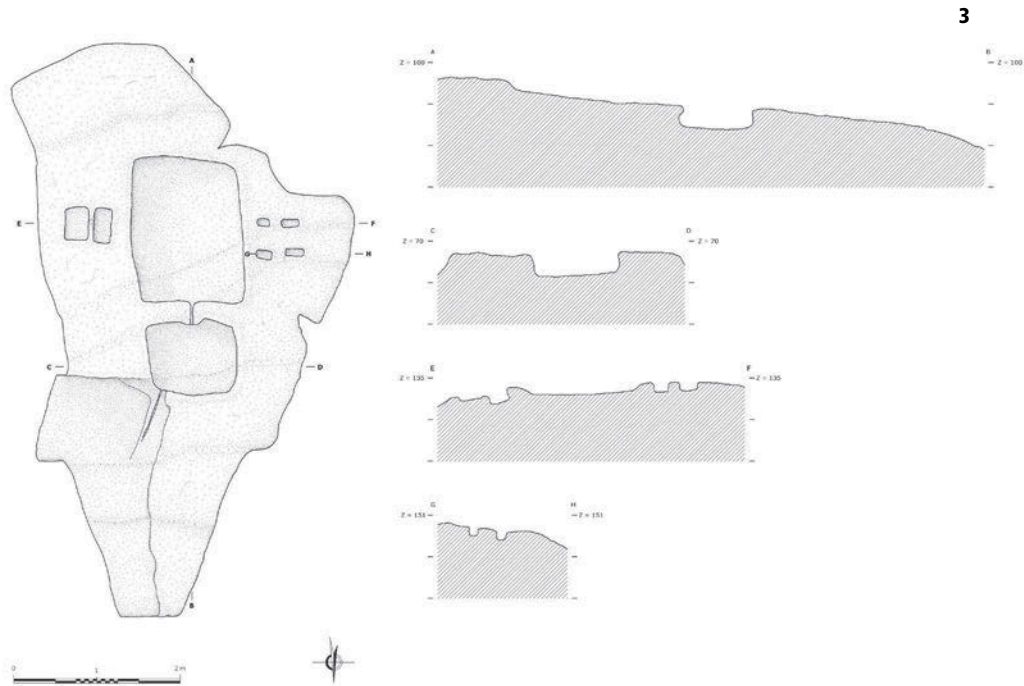 3
A
B
Z = 100
Z = 100
A
E
F
G
H
C
D
B
C
D
Z = 70
Z = 70
E
F
Z = 135
Z = 135
G
H
Z = 151
Z = 151
0
1
2 m